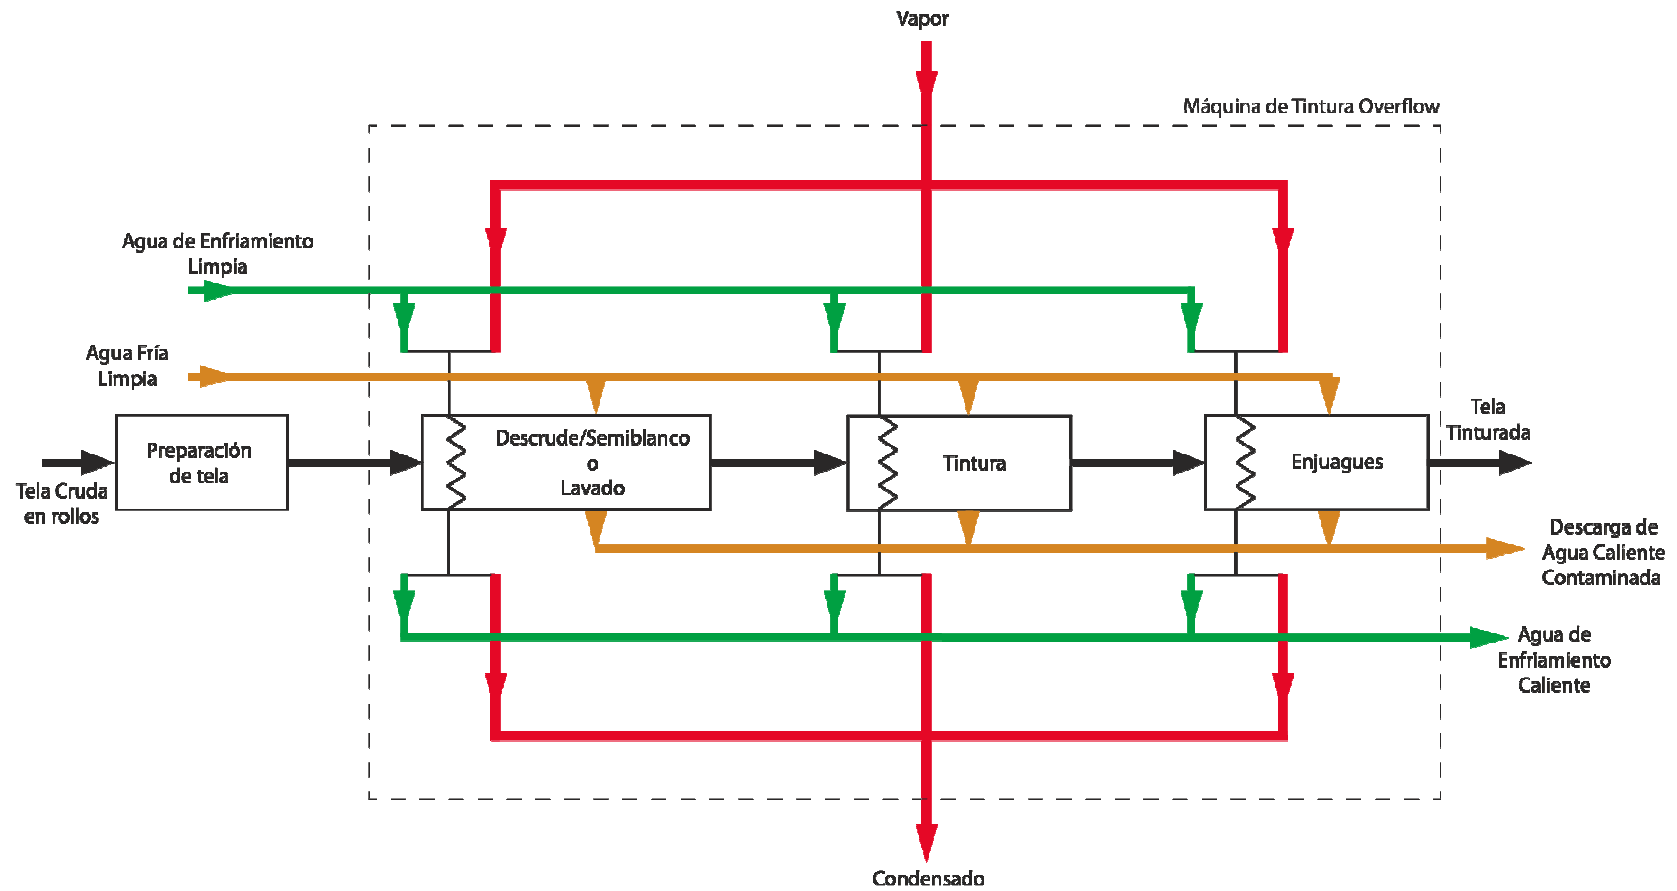 Vapor
Máquina de Tintura Overflow
Agua de Enfriamiento
Limpia
Agua Fría
Limpia
Preparación
de tela
Tela Cruda
en rollos
Descrude/Semiblanco
o
Lavado
Tintura
Enjuagues
Tela
Tinturada
Descarga de
Agua Caliente
Contaminada
Agua de
Enfriamiento
Caliente
Condensado